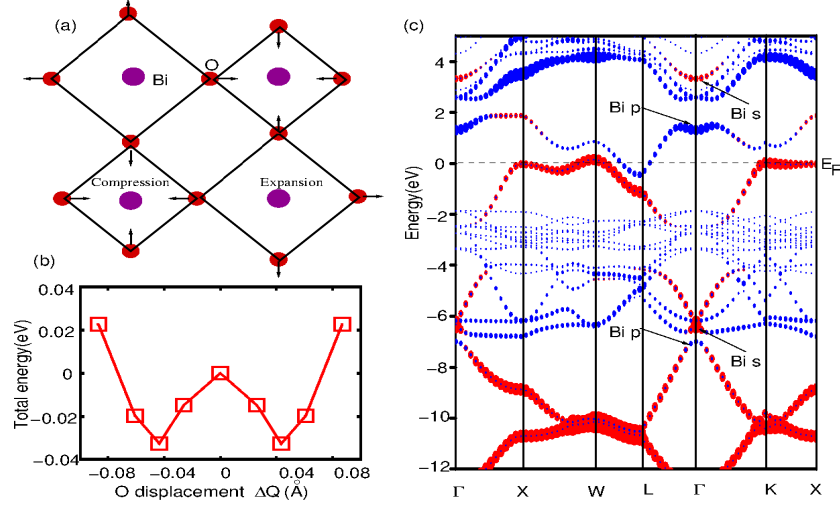 (a)
O
Bi
Compression
Expansion
(b)
0.04
0.02
0
−0.02
−0.04
Total energy(eV)
−0.08
−0.04
0
0.04
0.08
O displacement ΔQ (Å)
(c)
4
2
0
−2
−4
−6
−8
−10
−12
Energy(eV)
Bi p
Bi s
E_F
Bi p
Bi s
Γ X W L Γ K X